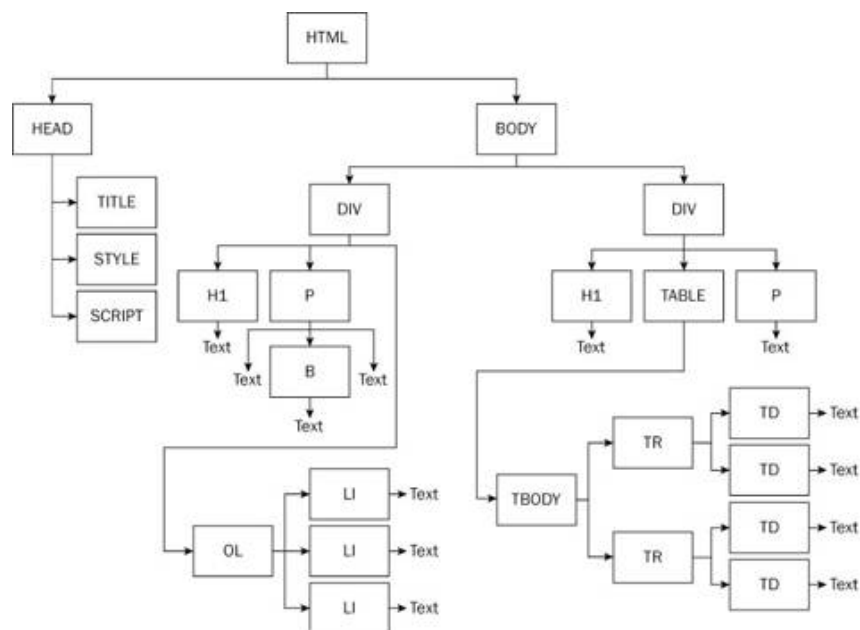 HTML
HEAD
BODY
TITLE
STYLE
SCRIPT
DIV
DIV
H1
P
H1
TABLE
P
Text
Text
B
Text
Text
Text
Text
OL
LI
Text
LI
Text
LI
Text
TBODY
TR
TD
Text
TD
Text
TR
TD
Text
TD
Text